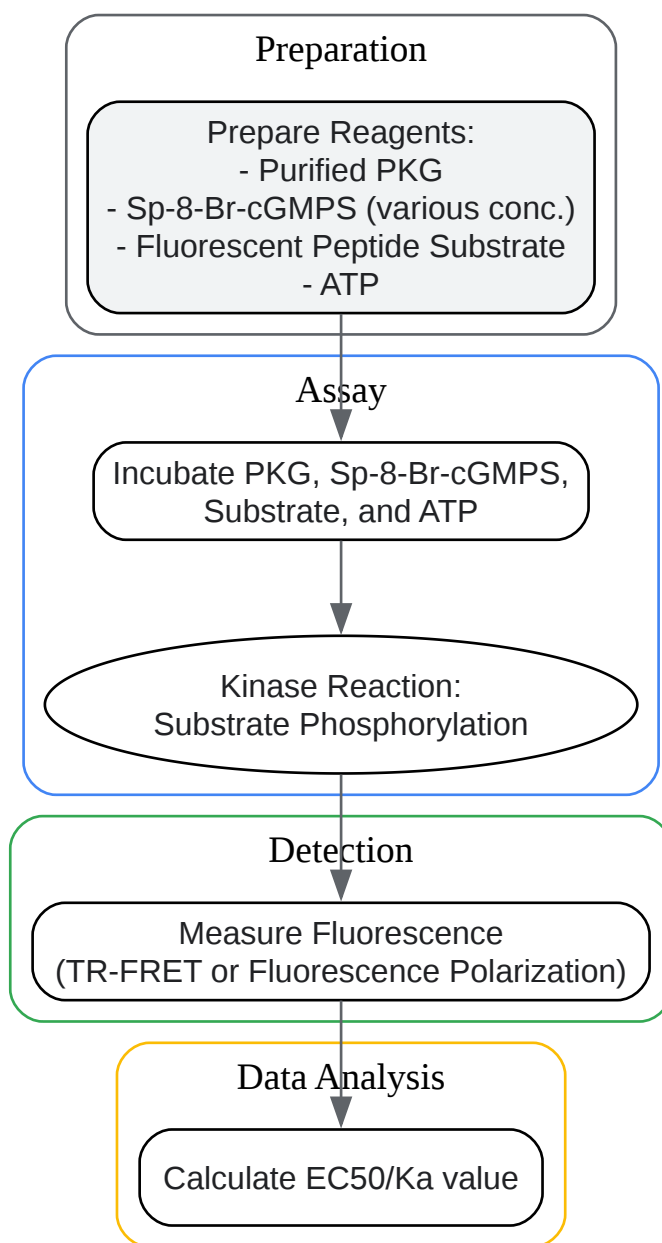 Preparation
Prepare Reagents:
- Purified PKG
- Sp-8-Br-cGMPS (various conc.)
- Fluorescent Peptide Substrate
- ATP
Assay
Incubate PKG, Sp-8-Br-cGMPS,
Substrate, and ATP
Kinase Reaction:
Substrate Phosphorylation
Detection
Measure Fluorescence
(TR-FRET or Fluorescence Polarization)
Data Analysis
Calculate EC50/Ka value